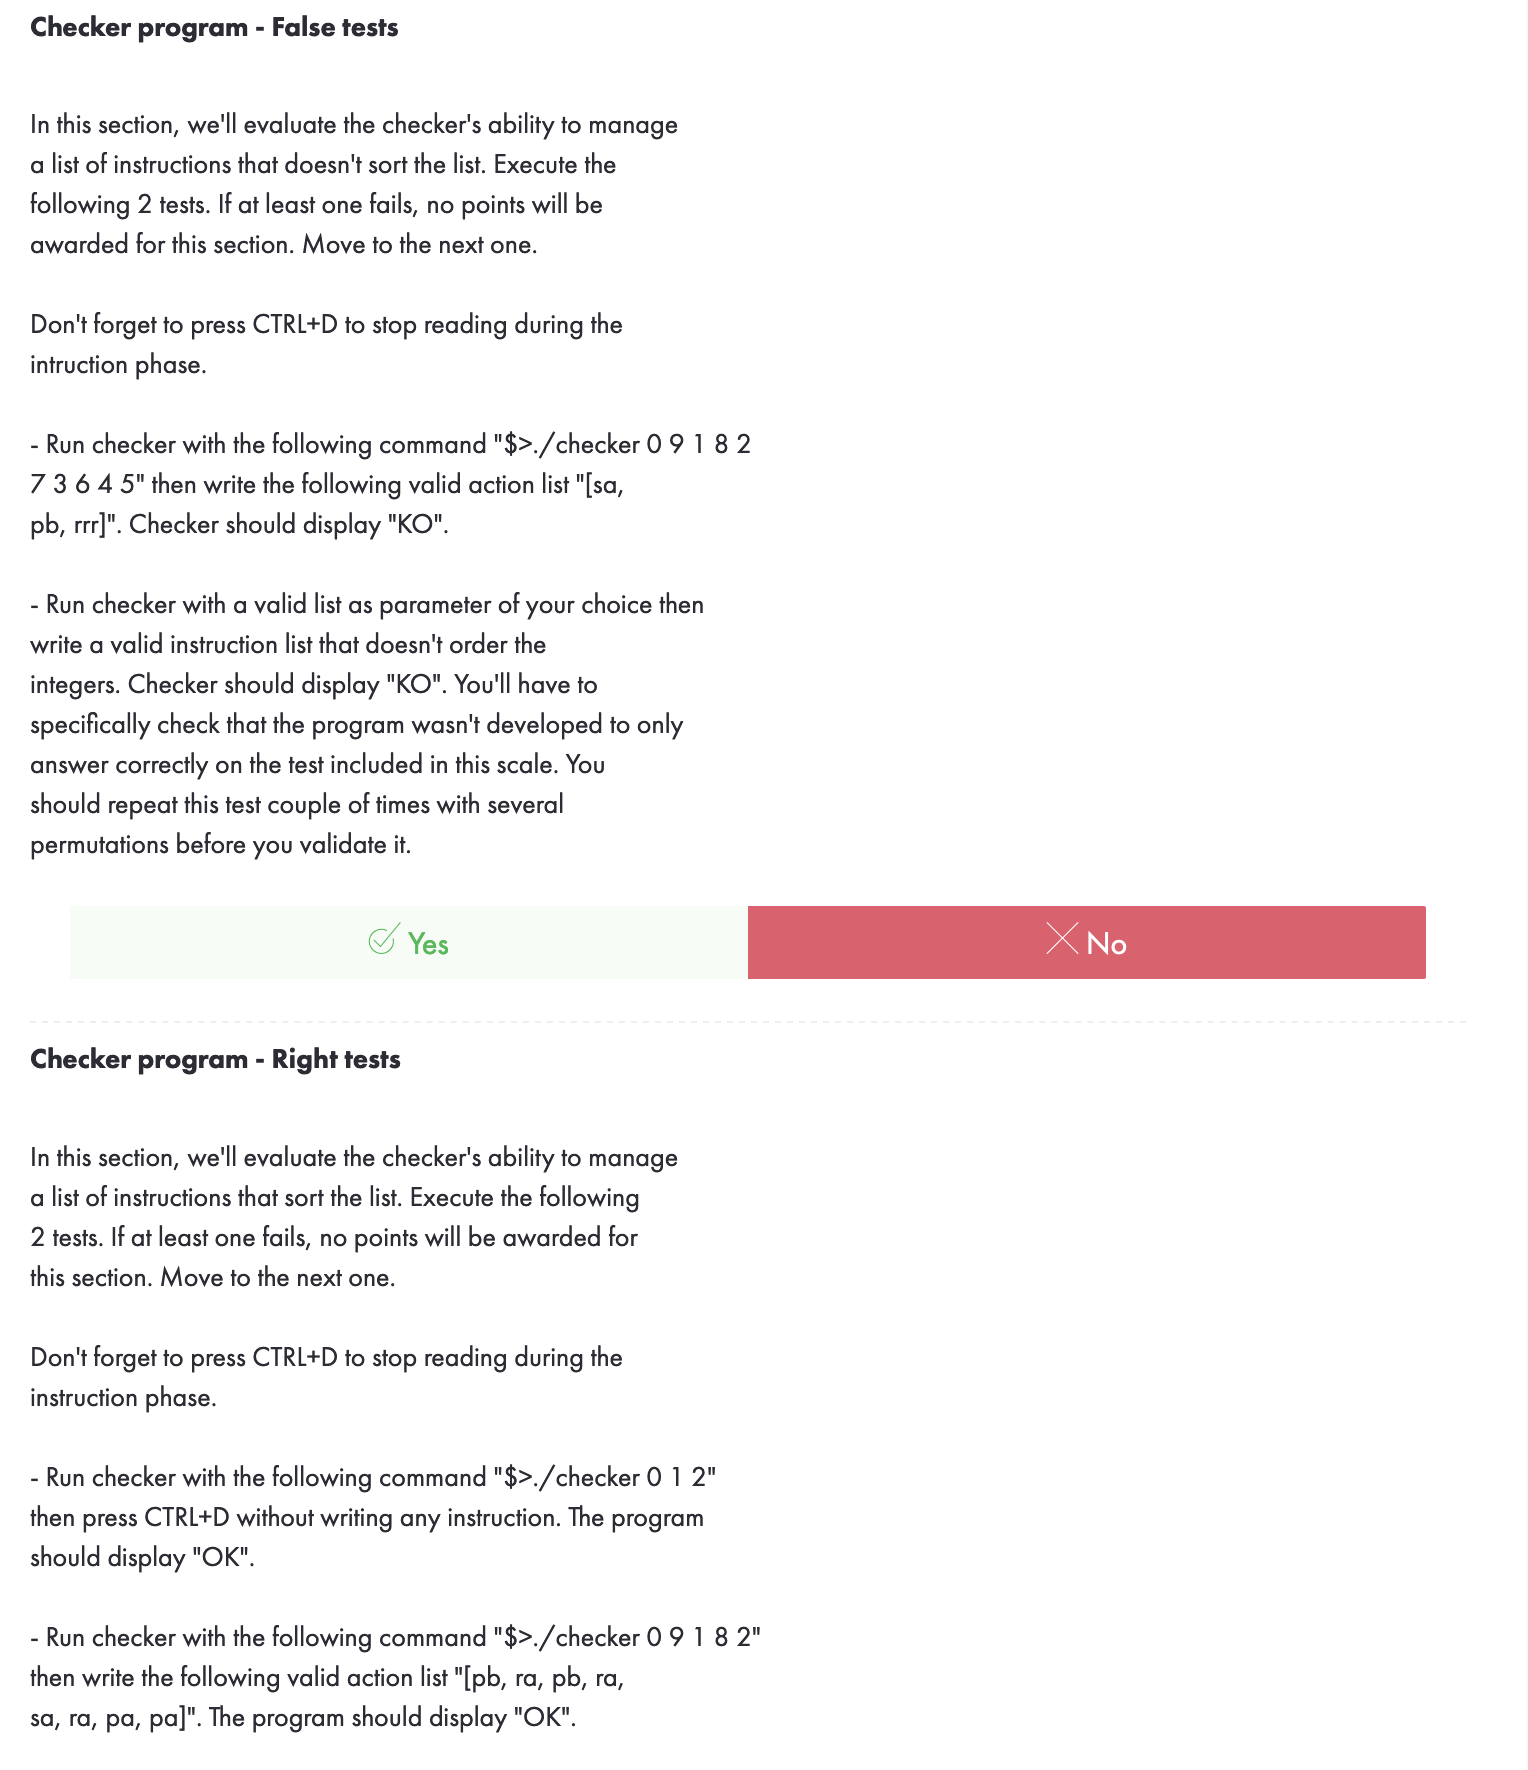 Checker program - False tests
In this section, we'll evaluate the checker's ability to manage
a list of instructions that doesn't sort the list. Execute the
following 2 tests. If at least one fails, no points will be
awarded for this section. Move to the next one.
Don't forget to press CTRL+D to stop reading during the
intruction phase.
- Run checker with the following command "$>./checker 0 9 1 8 2
7 3 6 4 5" then write the following valid action list "[sa,
pb, rrr]". Checker should display "KO".
- Run checker with a valid list as parameter of your choice then
write a valid instruction list that doesn't order the
integers. Checker should display "KO". You'll have to
specifically check that the program wasn't developed to only
answer correctly on the test included in this scale. You
should repeat this test couple of times with several
permutations before you validate it.
Yes
No
Checker program - Right tests
In this section, we'll evaluate the checker's ability to manage
a list of instructions that sort the list. Execute the following
2 tests. If at least one fails, no points will be awarded for
this section. Move to the next one.
Don't forget to press CTRL+D to stop reading during the
instruction phase.
- Run checker with the following command "$>./checker 0 1 2"
then press CTRL+D without writing any instruction. The program
should display "OK".
- Run checker with the following command "$>./checker 0 9 1 8 2"
then write the following valid action list "[pb, ra, pb, ra,
sa, ra, pa, pa]". The program should display "OK".